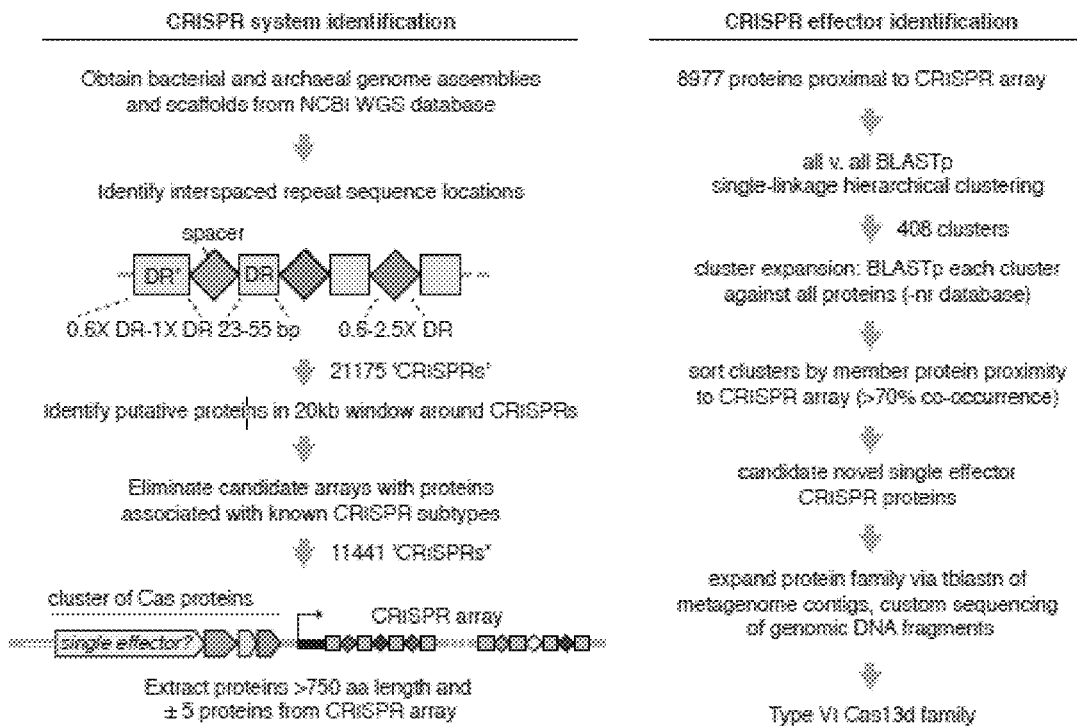 CRISPR system identification
Obtain bacterial and archaeal genome assemblies
and scaffolds from NCBI WGS database
Identify interspaced repeat sequence locations
spacer
DR* DR
0.6X DR-1X DR 23-55 bp 0.6-2.5X DR
21175 'CRISPRs'
Identify putative proteins in 20kb window around CRISPRs
Eliminate candidate arrays with proteins
associated with known CRISPR subtypes
11441 'CRISPRs'
cluster of Cas proteins
CRISPR array
single effector?
Extract proteins >750 aa length and
± 5 proteins from CRISPR array
CRISPR effector identification
8977 proteins proximal to CRISPR array
all v. all BLASTp
single-linkage hierarchical clustering
408 clusters
cluster expansion: BLASTp each cluster
against all proteins (-nr database)
sort clusters by member protein proximity
to CRISPR array (>70% co-occurrence)
candidate novel single effector
CRISPR proteins
expand protein family via tblastn of
metagenome contigs, custom sequencing
of genomic DNA fragments
Type VI Cas13d family